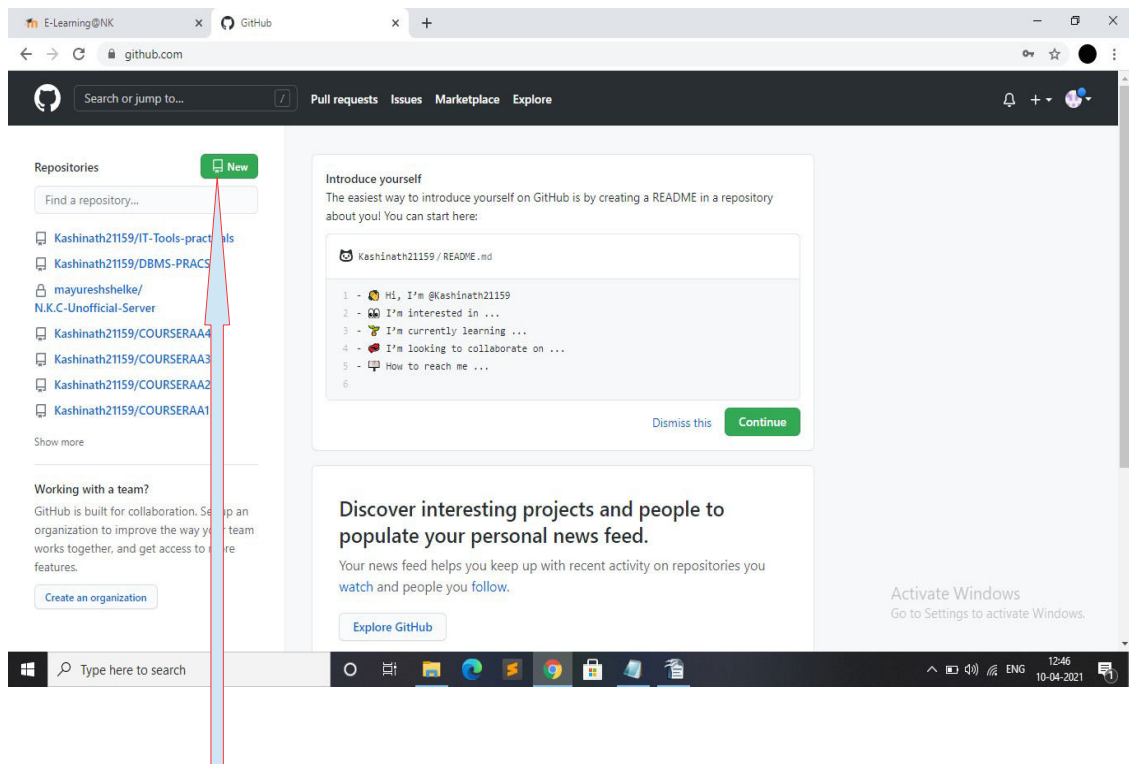 E-Learning@NK
GitHub
github.com
Search or jump to...
/
Pull requests Issues Marketplace Explore
Repositories
New
Find a repository...
Kashinath21159/IT-Tools-practicals
Kashinath21159/DBMS-PRACS
mayureshshelke/
N.K.C-Unofficial-Server
Kashinath21159/COURSERAA4
Kashinath21159/COURSERAA3
Kashinath21159/COURSERAA2
Kashinath21159/COURSERAA1
Show more
Working with a team?
GitHub is built for collaboration. Set up an
organization to improve the way your team
works together, and get access to more
features.
Create an organization
Introduce yourself
The easiest way to introduce yourself on GitHub is by creating a README in a repository
about you! You can start here:
Kashinath21159 / README.md
1 - 👋 Hi, I'm @Kashinath21159
2 - 👀 I'm interested in ...
3 - 🌱 I'm currently learning ...
4 - 💞️ I'm looking to collaborate on ...
5 - 📫 How to reach me ...
6
Dismiss this Continue
Discover interesting projects and people to
populate your personal news feed.
Your news feed helps you keep up with recent activity on repositories you
watch and people you follow.
Explore GitHub
Activate Windows
Go to Settings to activate Windows.
Type here to search
ENG
12:46
10-04-2021
1